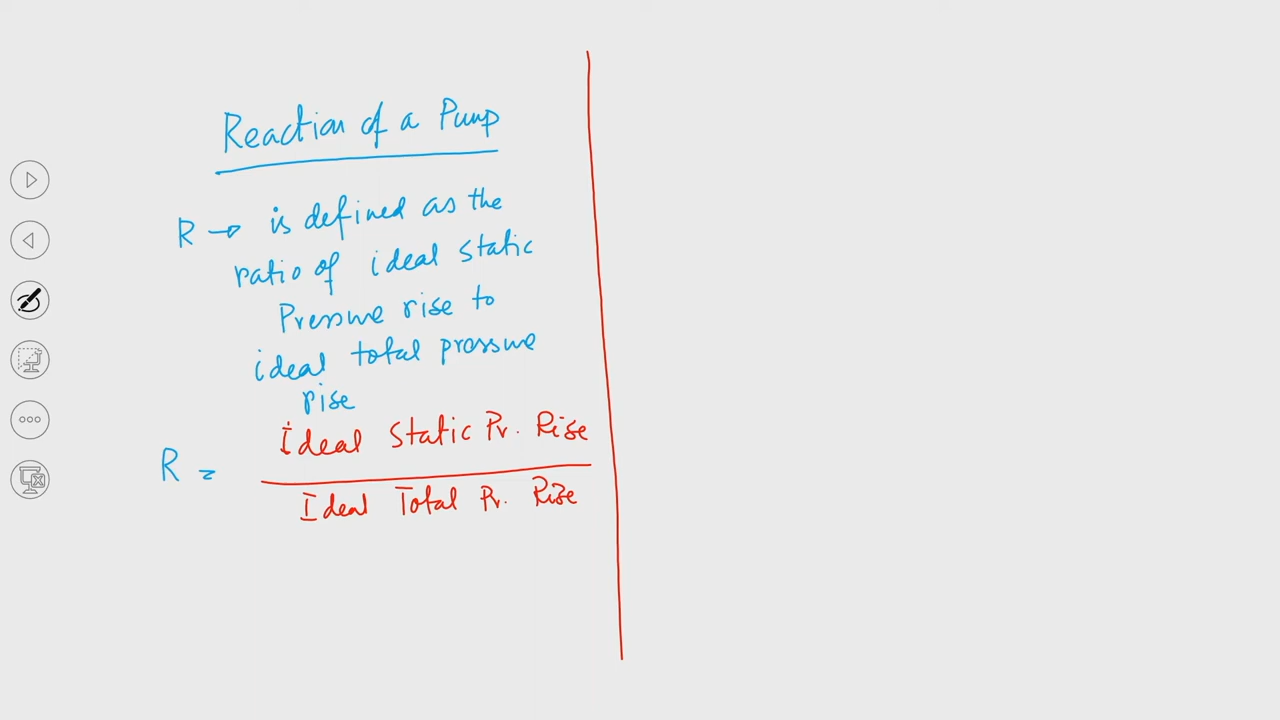 Reaction of a Pump
R → is defined as the
ratio of ideal static
Pressure rise to
ideal total pressure
rise
R = Ideal Static Pr. Rise
Ideal Total Pr. Rise